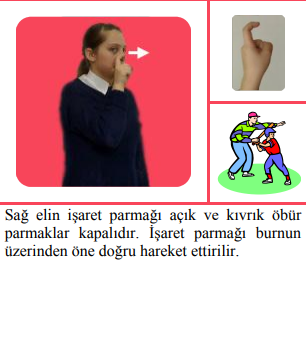 Sağ elin işaret parmağı açık ve kıvrık öbür
parmaklar kapalıdır. İşaret parmağı burnun
üzerinden öne doğru hareket ettirilir.